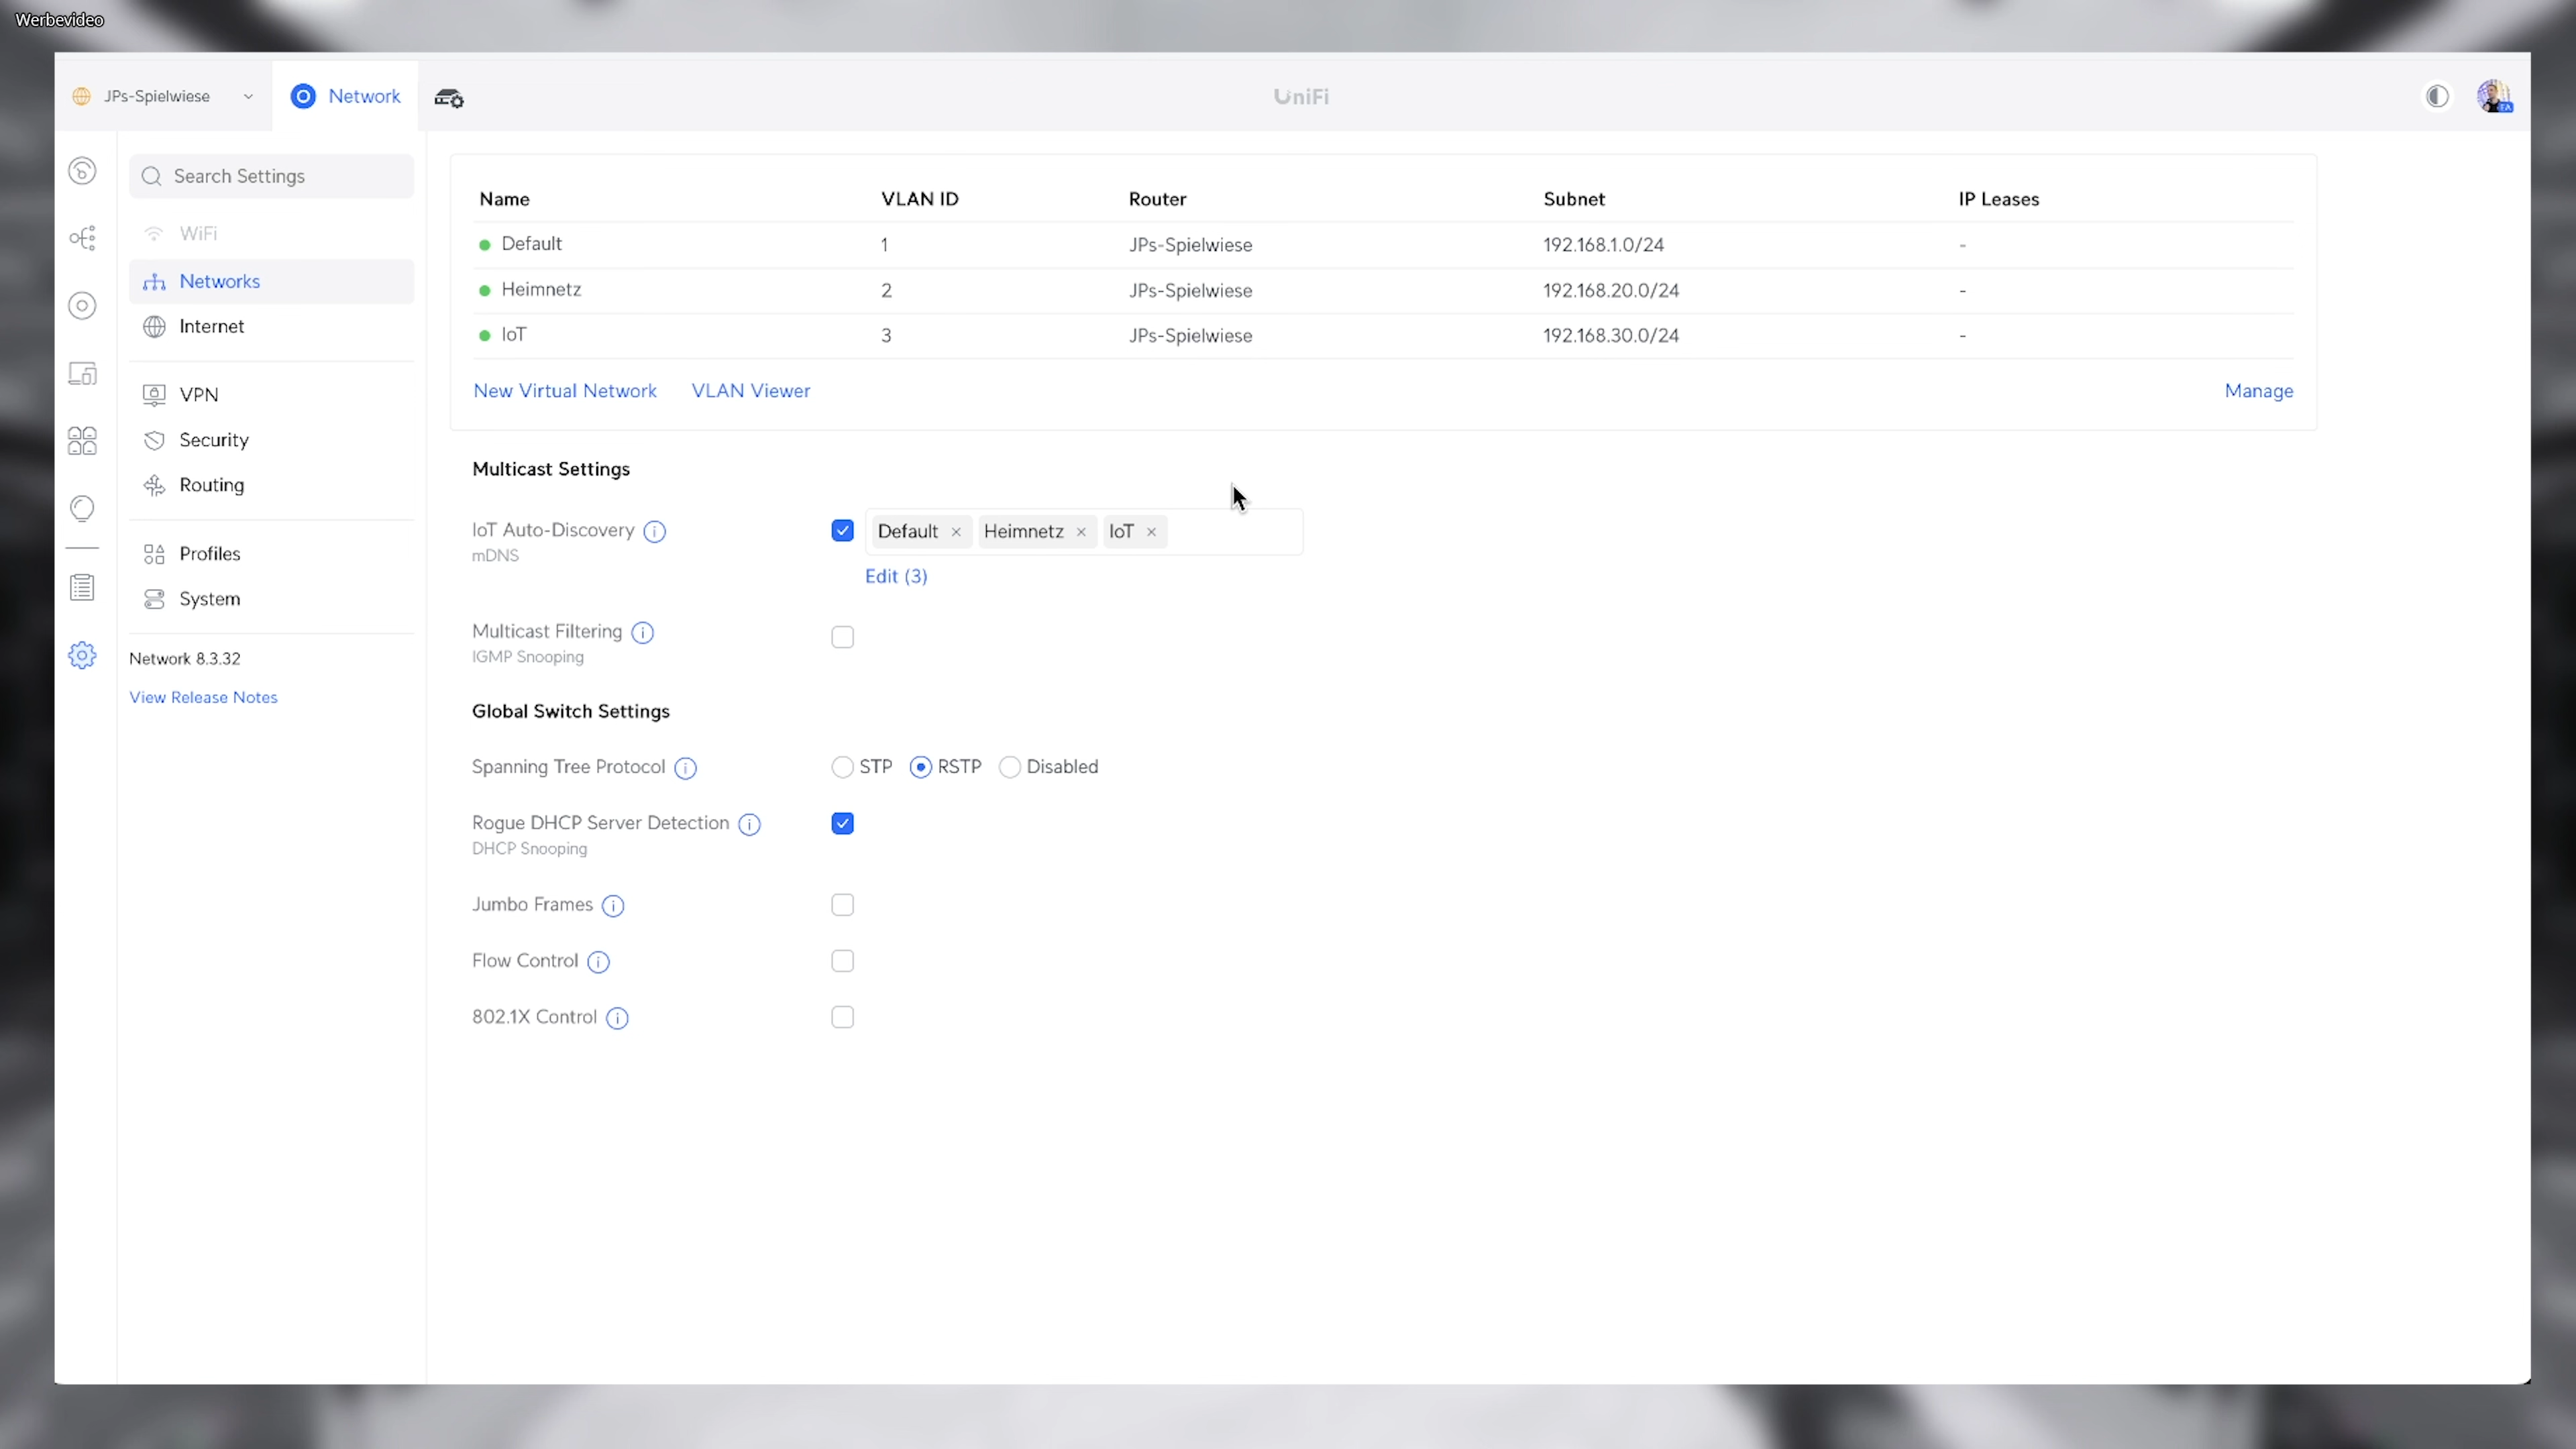 Werbevideo
JPs-Spielwiese
Network
UniFi
Search Settings
WiFi
Networks
Internet
VPN
Security
Routing
Profiles
System
Network 8.3.32
View Release Notes
Name VLAN ID Router Subnet IP Leases
Default 1 JPs-Spielwiese 192.168.1.0/24 -
Heimnetz 2 JPs-Spielwiese 192.168.20.0/24 -
IoT 3 JPs-Spielwiese 192.168.30.0/24 -
New Virtual Network VLAN Viewer Manage
Multicast Settings
IoT Auto-Discovery Default × Heimnetz × IoT ×
mDNS
Edit (3)
Multicast Filtering
IGMP Snooping
Global Switch Settings
Spanning Tree Protocol STP RSTP Disabled
Rogue DHCP Server Detection
DHCP Snooping
Jumbo Frames
Flow Control
802.1X Control